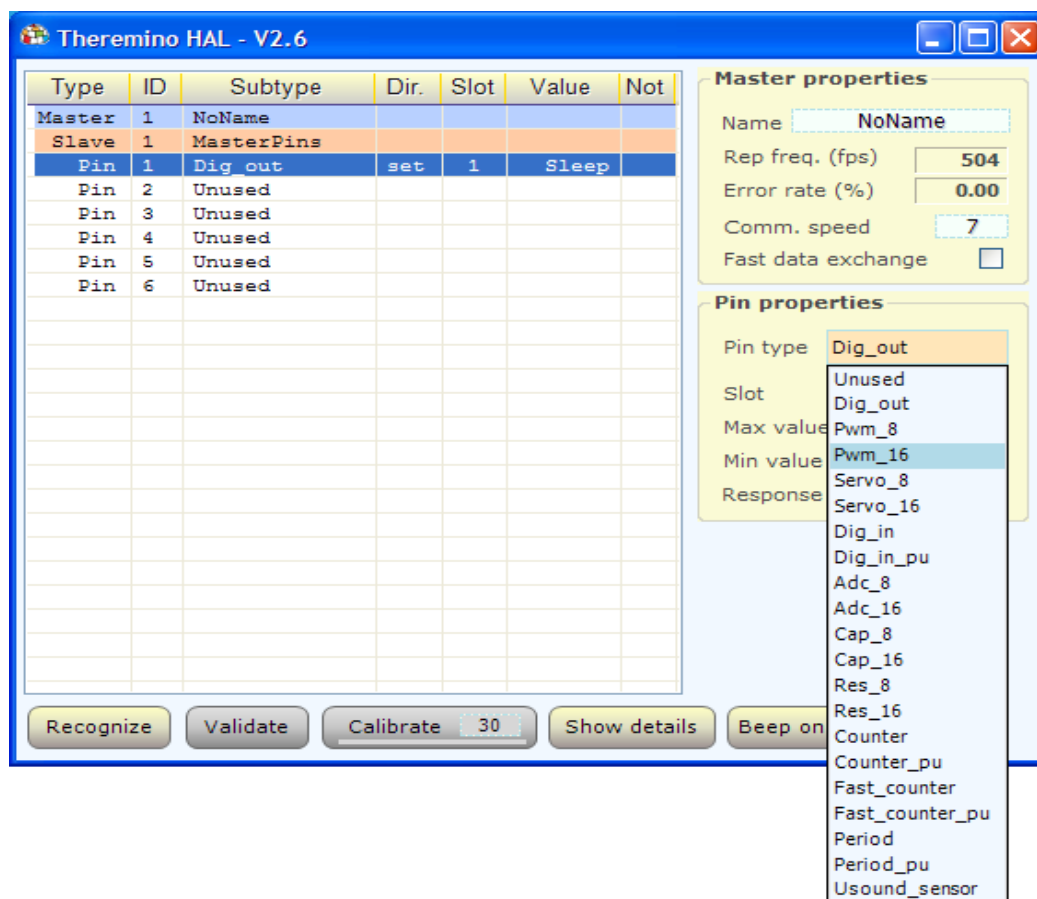 Theremino HAL - V2.6
Type ID Subtype Dir. Slot Value Not
Master 1 NoName
Slave 1 MasterPins
Pin 1 Dig_out set 1 Sleep
Pin 2 Unused
Pin 3 Unused
Pin 4 Unused
Pin 5 Unused
Pin 6 Unused
Master properties
Name NoName
Rep freq. (fps) 504
Error rate (%) 0.00
Comm. speed 7
Fast data exchange
Pin properties
Pin type Dig_out
Slot
Max value
Min value
Response
Unused
Dig_out
Pwm_8
Pwm_16
Servo_8
Servo_16
Dig_in
Dig_in_pu
Adc_8
Adc_16
Cap_8
Cap_16
Res_8
Res_16
Counter
Counter_pu
Fast_counter
Fast_counter_pu
Period
Period_pu
Usound_sensor
Recognize Validate Calibrate 30 Show details Beep on